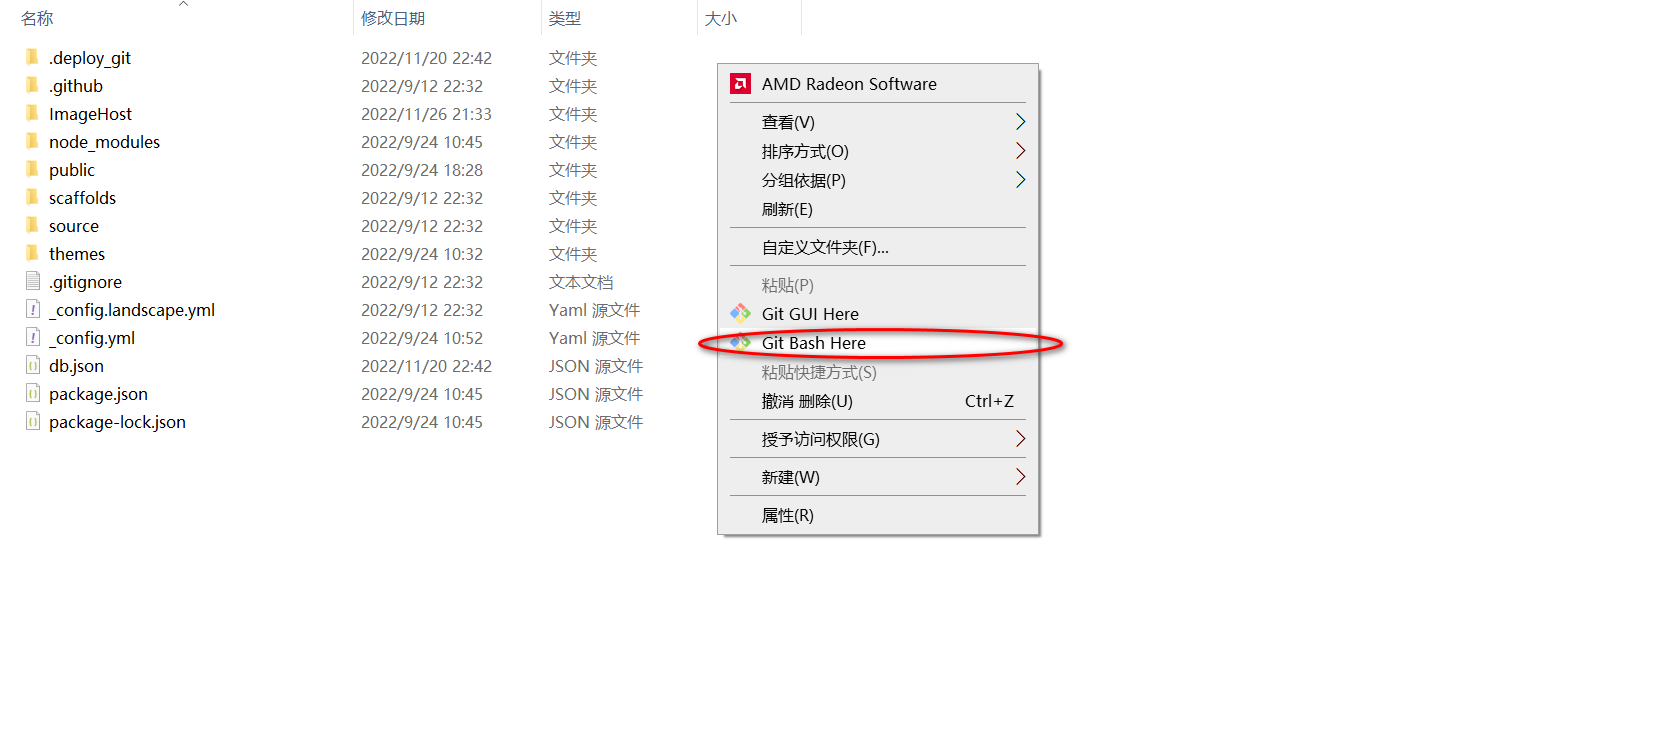 名称 修改日期 类型 大小
.deploy_git 2022/11/20 22:42 文件夹
.github 2022/9/12 22:32 文件夹
ImageHost 2022/11/26 21:33 文件夹
node_modules 2022/9/24 10:45 文件夹
public 2022/9/24 18:28 文件夹
scaffolds 2022/9/12 22:32 文件夹
source 2022/9/12 22:32 文件夹
themes 2022/9/24 10:32 文件夹
.gitignore 2022/9/12 22:32 文本文档
_config.landscape.yml 2022/9/12 22:32 Yaml 源文件
_config.yml 2022/9/24 10:52 Yaml 源文件
db.json 2022/11/20 22:42 JSON 源文件
package.json 2022/9/24 10:45 JSON 源文件
package-lock.json 2022/9/24 10:45 JSON 源文件
AMD Radeon Software
查看(V)
排序方式(O)
分组依据(P)
刷新(E)
自定义文件夹(F)...
粘贴(P)
Git GUI Here
Git Bash Here
粘贴快捷方式(S)
撤消 删除(U) Ctrl+Z
授予访问权限(G)
新建(W)
属性(R)